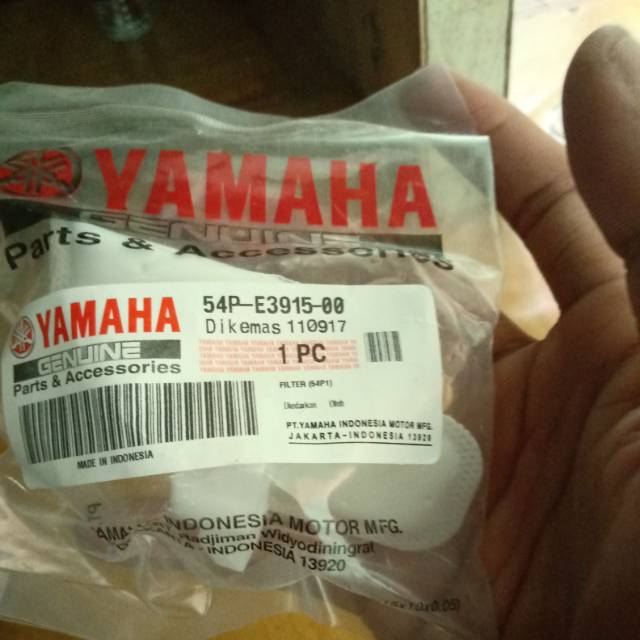 YAMAHA
GENUINE
Parts & Accessories
YAMAHA
GENUINE
Parts & Accessories
54P-E3915-00
Dikemas 110917
1 PC
FILTER (54P1)
PT.YAMAHA INDONESIA MOTOR MFG.
JAKARTA-INDONESIA 13920
MADE IN INDONESIA
INDONESIA MOTOR MFG.
Radjiman Widyodiningrat
INDONESIA 13920